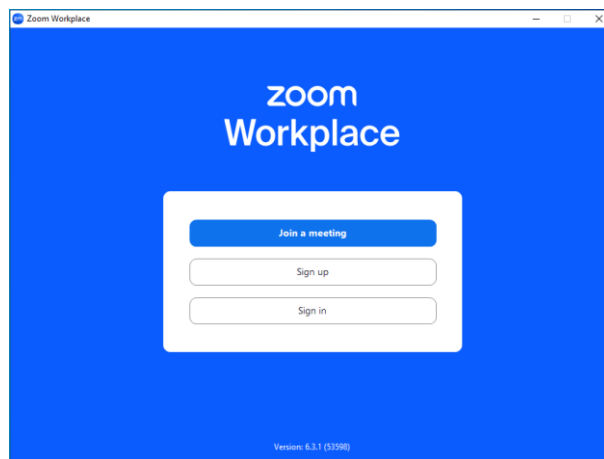 Zoom Workplace
zoom
Workplace
Join a meeting
Sign up
Sign in
Version: 6.3.1 (53598)